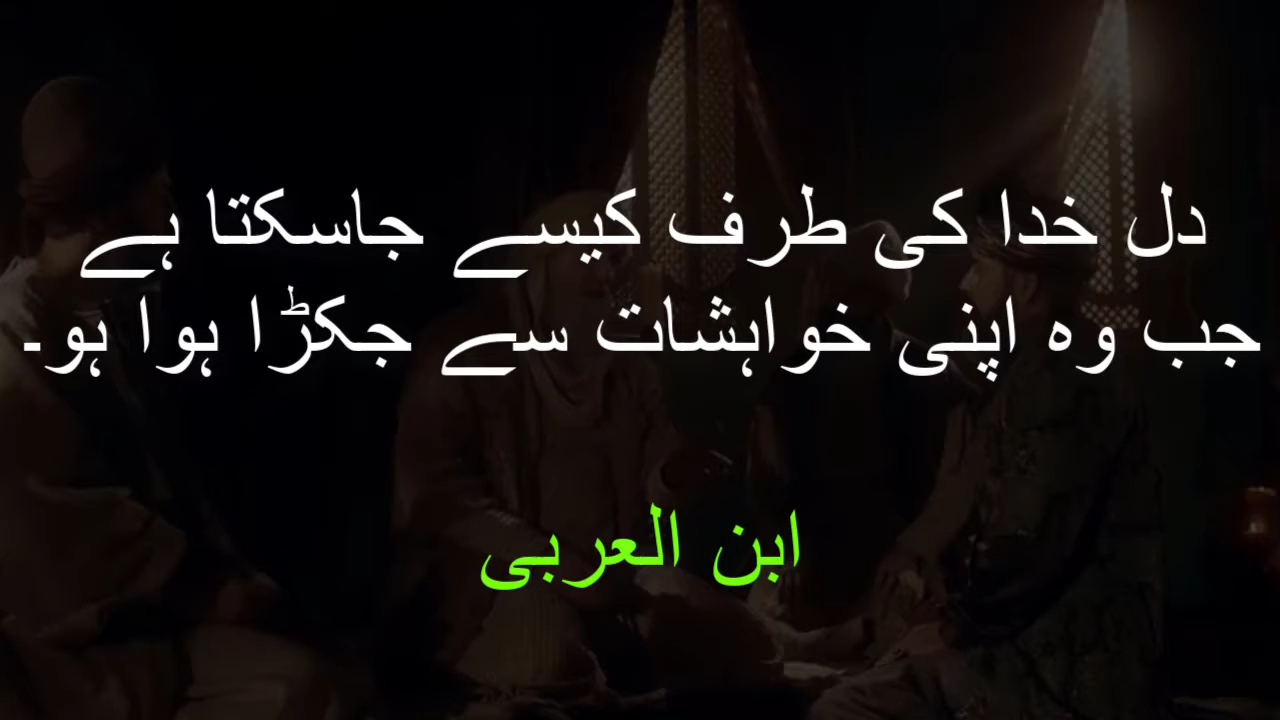 دل خدا کی طرف کیسے جاسکتا ہے
جب وہ اپنی خواہشات سے جکڑا ہوا ہو۔
ابن العربی